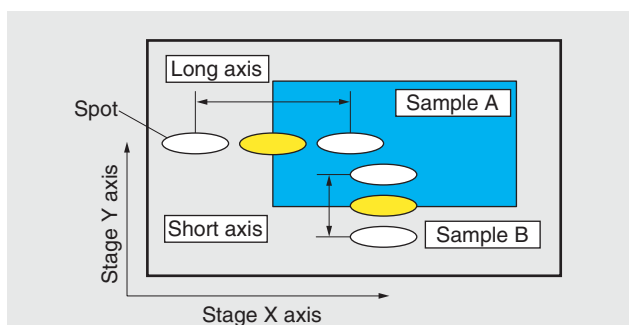 Long axis
Sample A
Spot
Stage Y axis
Short axis
Sample B
Stage X axis